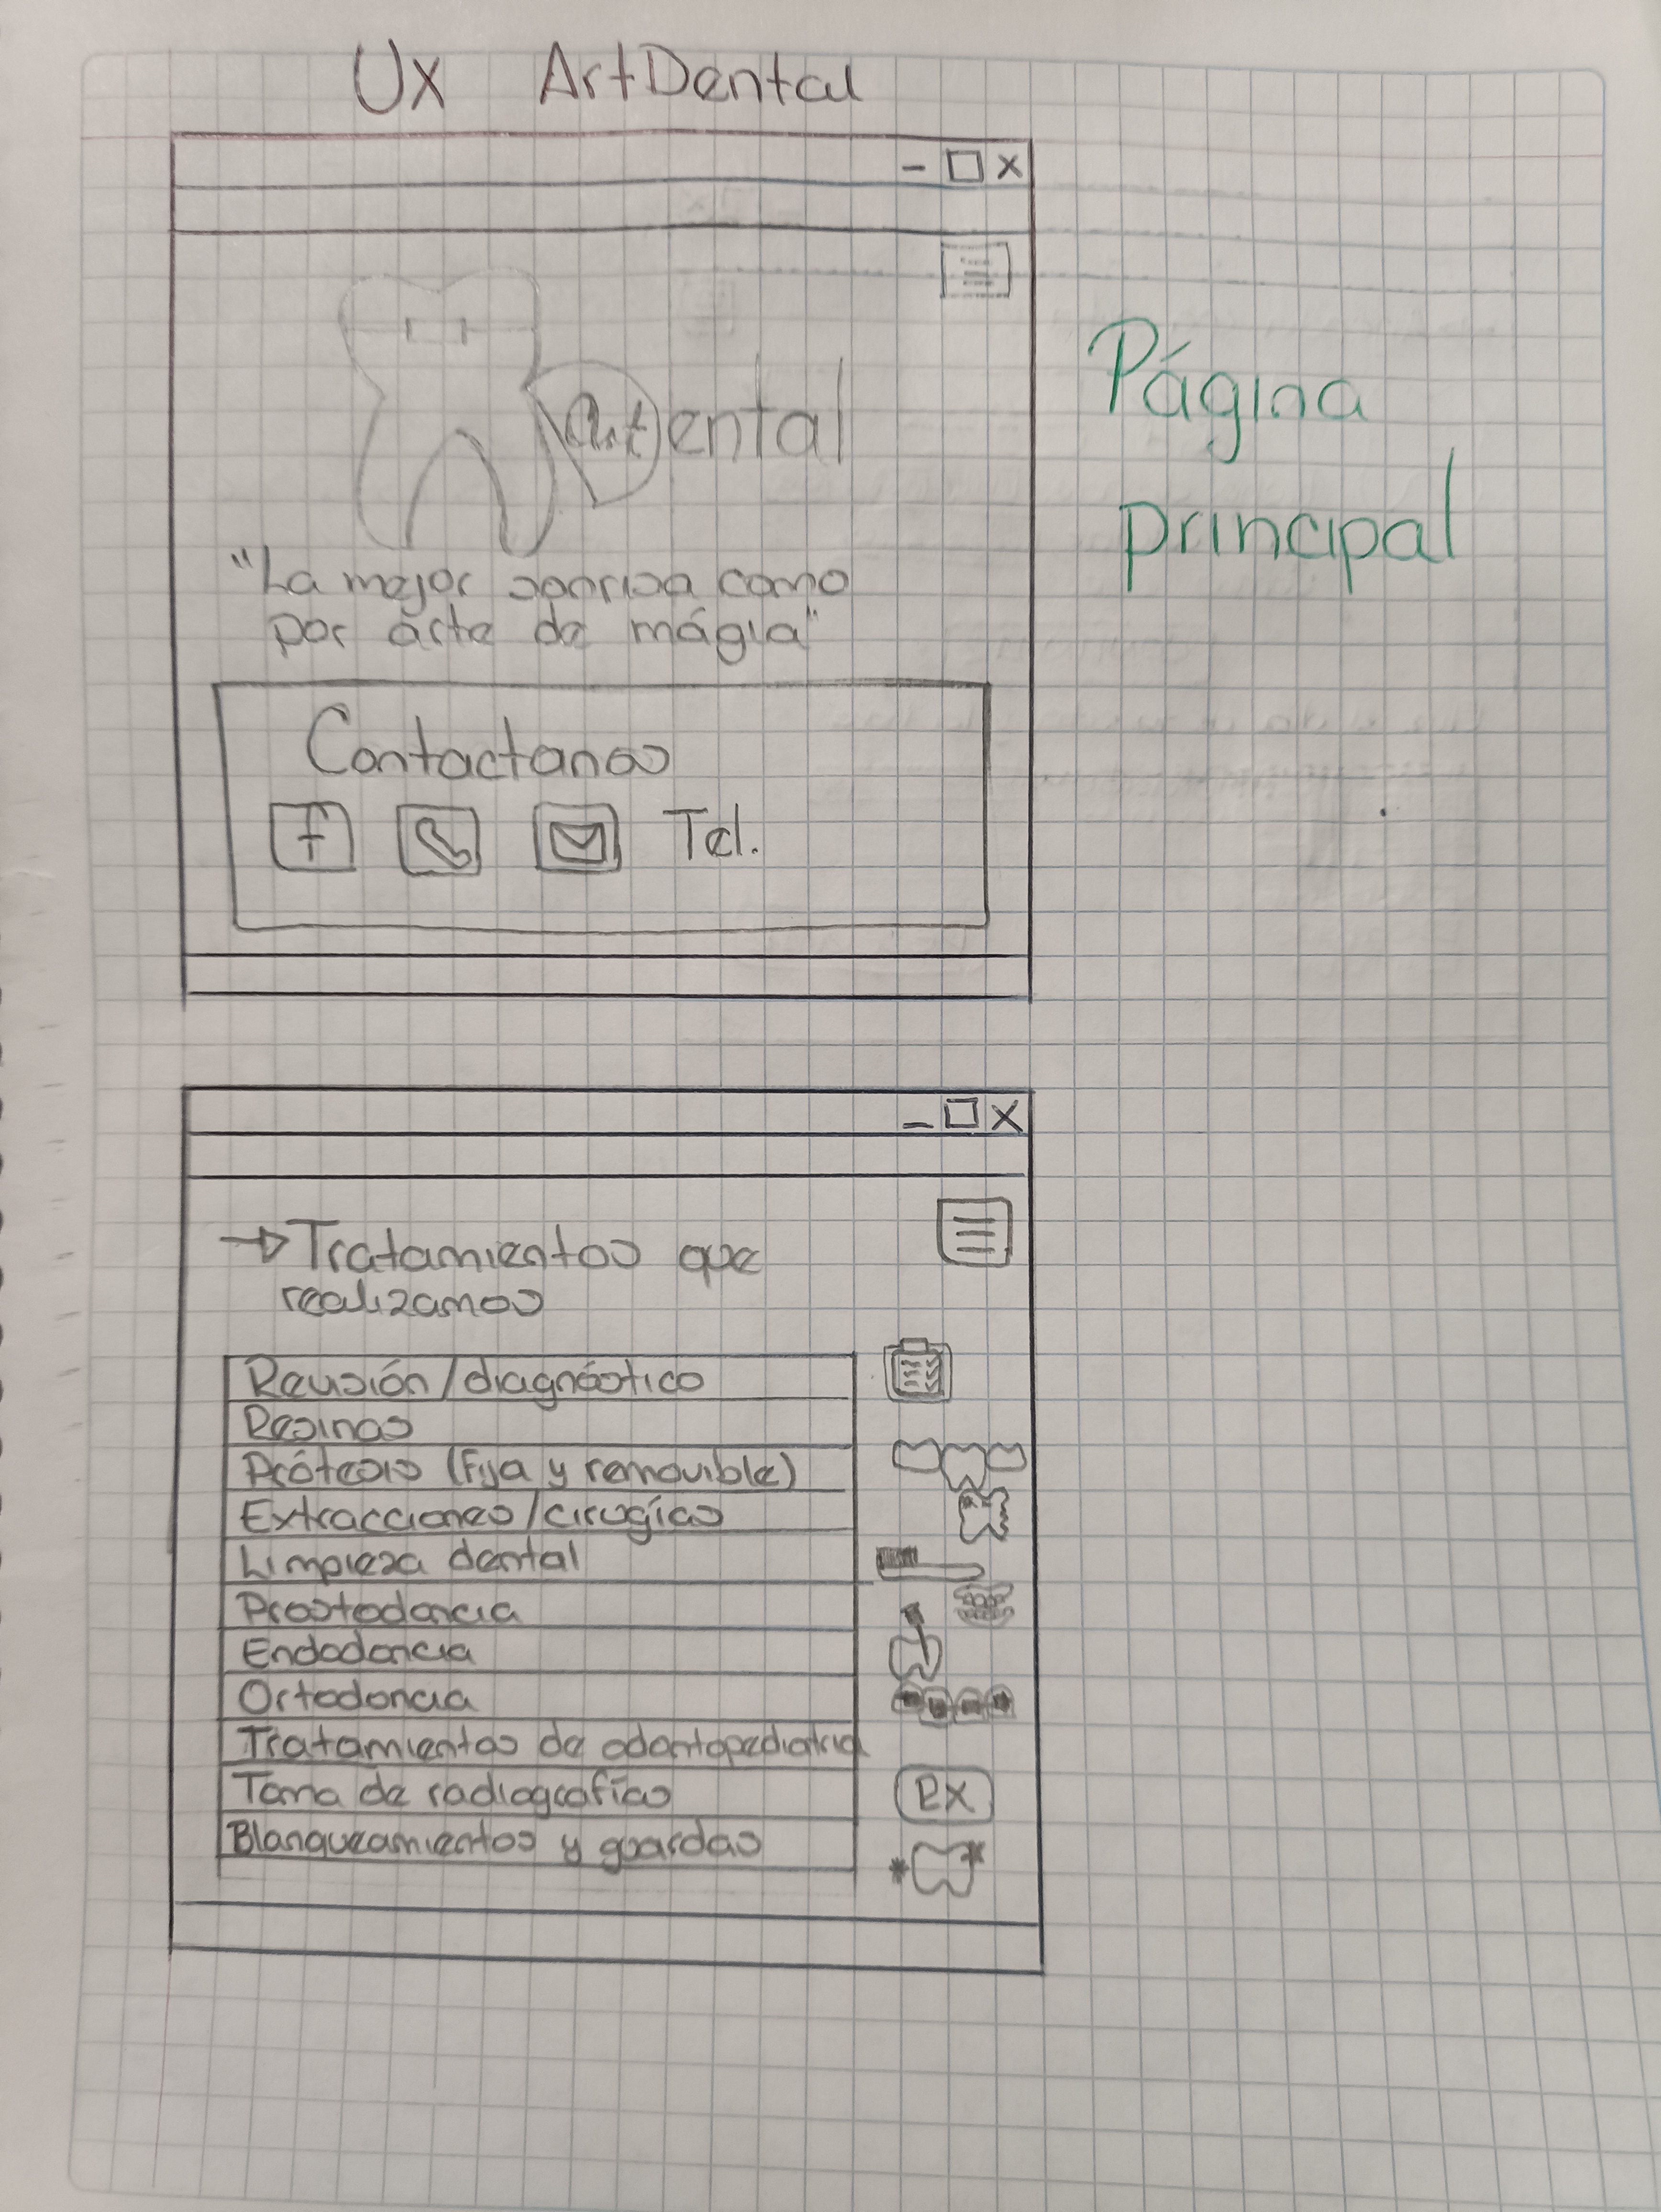 Ux ArtDental
- □ x
Art Dental
Página
principal
"La mejor sonrisa como
por árte de mágia"
Contactanos
f Tel.
- □ X
→ Tratamientos que
realizamos
Revisión/diagnóstico
Resinas
Prótesis (Fija y removible)
Extracciones/cirugías
Limpieza dental
Prostodoncia
Endodoncia
Ortodoncia
Tratamientos de odontopediatria
Toma de radiografías
RX
Blanqueamientos y guardas